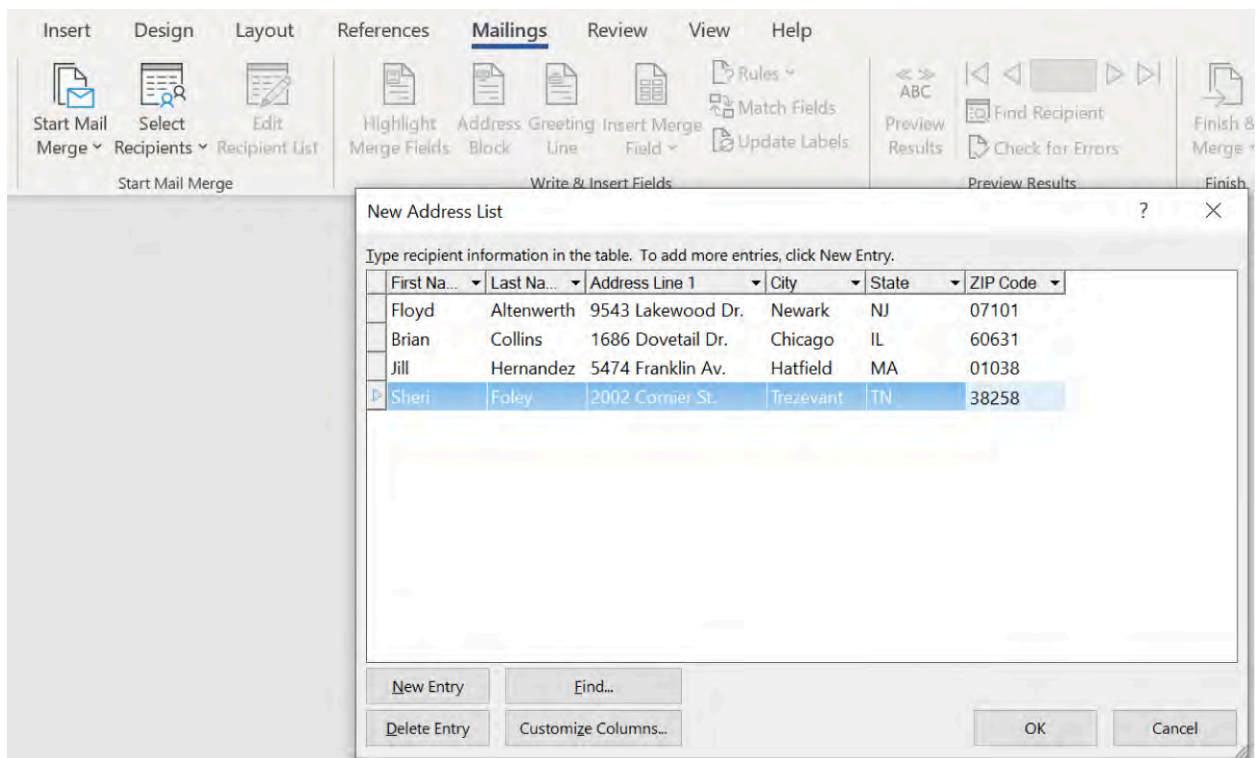 Insert Design Layout References Mailings Review View Help
Start Mail Merge
Select Recipients
Edit Recipient List
Start Mail Merge
Highlight Merge Fields
Address Block
Greeting Line
Insert Merge Field
Rules
Match Fields
Update Labels
Write & Insert Fields
ABC
Preview Results
Find Recipient
Check for Errors
Preview Results
Finish &
Merge
Finish
New Address List ?
Type recipient information in the table. To add more entries, click New Entry.
First Na... Last Na... Address Line 1 City State ZIP Code
Floyd Altenwerth 9543 Lakewood Dr. Newark NJ 07101
Brian Collins 1686 Dovetail Dr. Chicago IL 60631
Jill Hernandez 5474 Franklin Av. Hatfield MA 01038
Sheri Foley 2002 Cornier St. Trezevant TN 38258
New Entry Find...
Delete Entry Customize Columns... OK Cancel